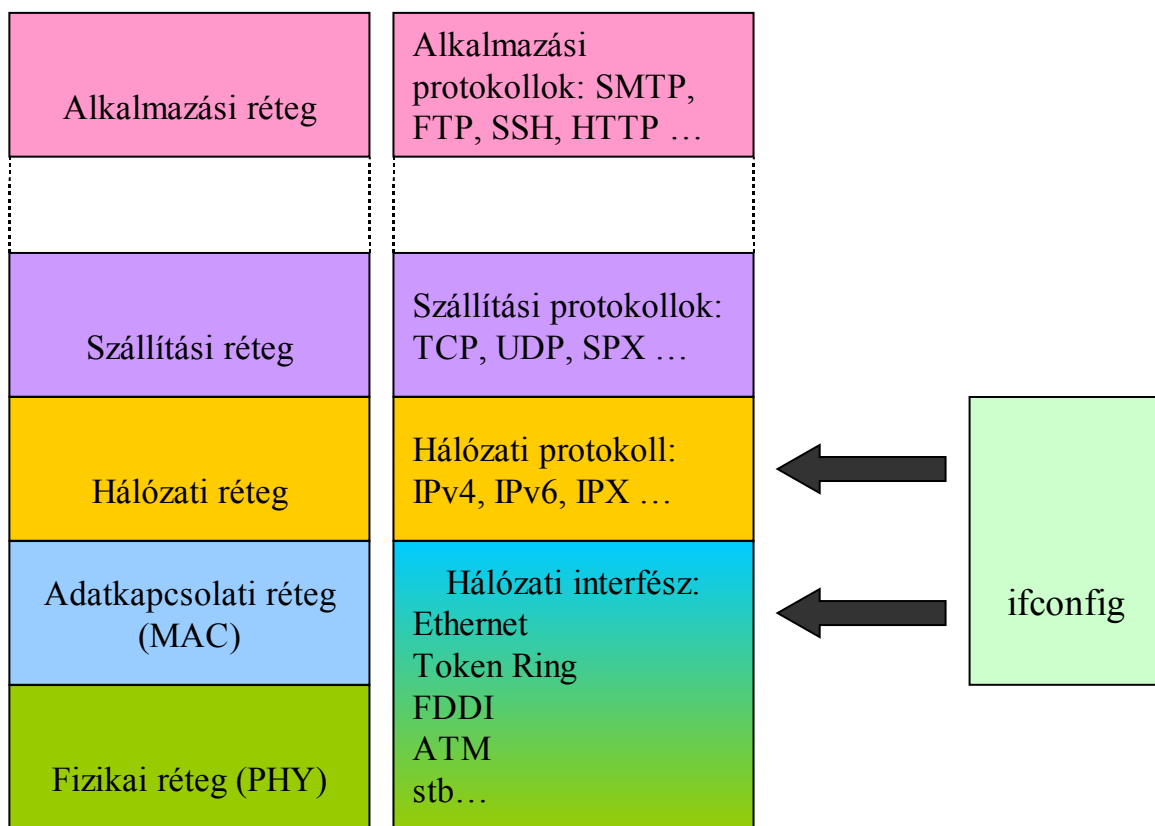 Alkalmazási réteg
Alkalmazási
protokollok: SMTP,
FTP, SSH, HTTP …
Szállítási réteg
Szállítási protokollok:
TCP, UDP, SPX …
Hálózati réteg
Hálózati protokoll:
IPv4, IPv6, IPX …
Adatkapcsolati réteg
(MAC)
Fizikai réteg (PHY)
Hálózati interfész:
Ethernet
Token Ring
FDDI
ATM
stb…
ifconfig